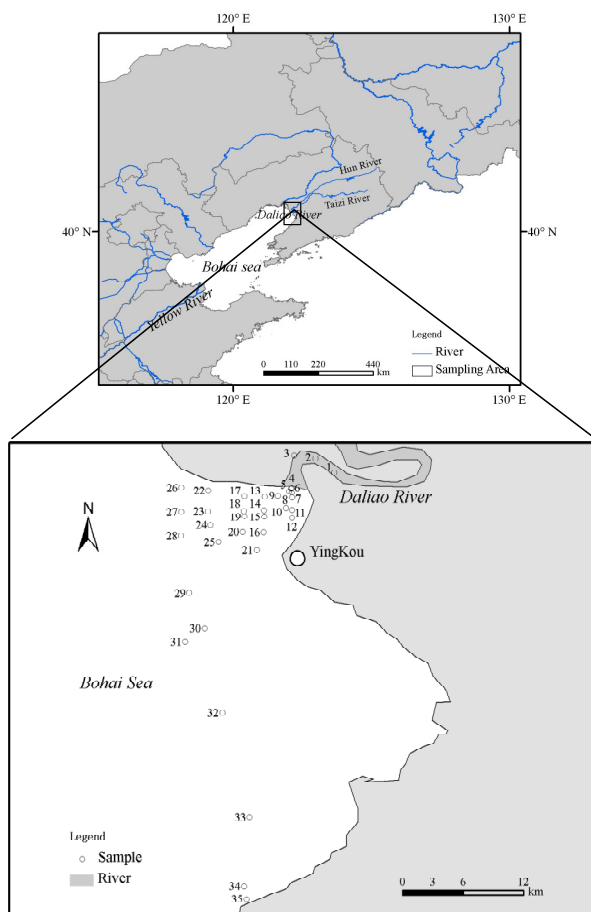 120° E
130° E
Hun River
Taizi River
Daliao River
40° N
40° N
Bohai sea
Yellow River
Legend
River
Sampling Area
0 110 220 440
km
120° E
130° E
3
2
1
Daliao River
4
5 6
26 22 17 13 9 7
8
18 14
27 23 10 11
19 15
24 12
N
28 20 16
25
21
YingKou
29
30
31
Bohai Sea
32
33
Legend
Sample
River
34
35
0 3 6 12
km